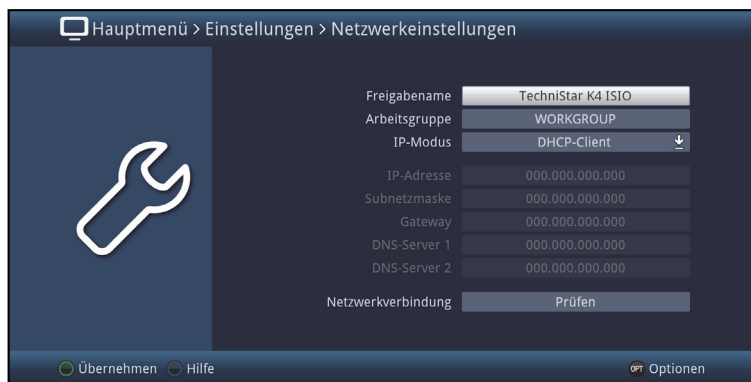 Hauptmenü > Einstellungen > Netzwerkeinstellungen
Freigabename TechniStar K4 ISIO
Arbeitsgruppe WORKGROUP
IP-Modus DHCP-Client
IP-Adresse 000.000.000.000
Subnetzmaske 000.000.000.000
Gateway 000.000.000.000
DNS-Server 1 000.000.000.000
DNS-Server 2 000.000.000.000
Netzwerkverbindung Prüfen
Übernehmen Hilfe OPT Optionen